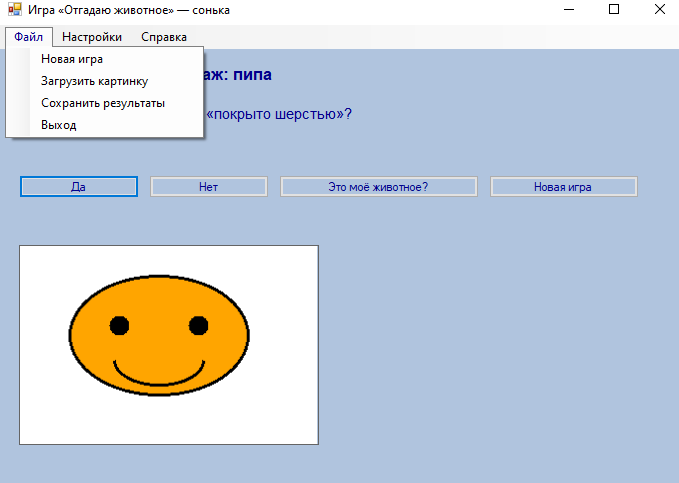 Игра «Отгадаю животное» — сонька
Файл Настройки Справка
Новая игра
Загрузить картинку
Сохранить результаты
Выход
аж: пипа
«покрыто шерстью»?
Да Нет Это моё животное? Новая игра